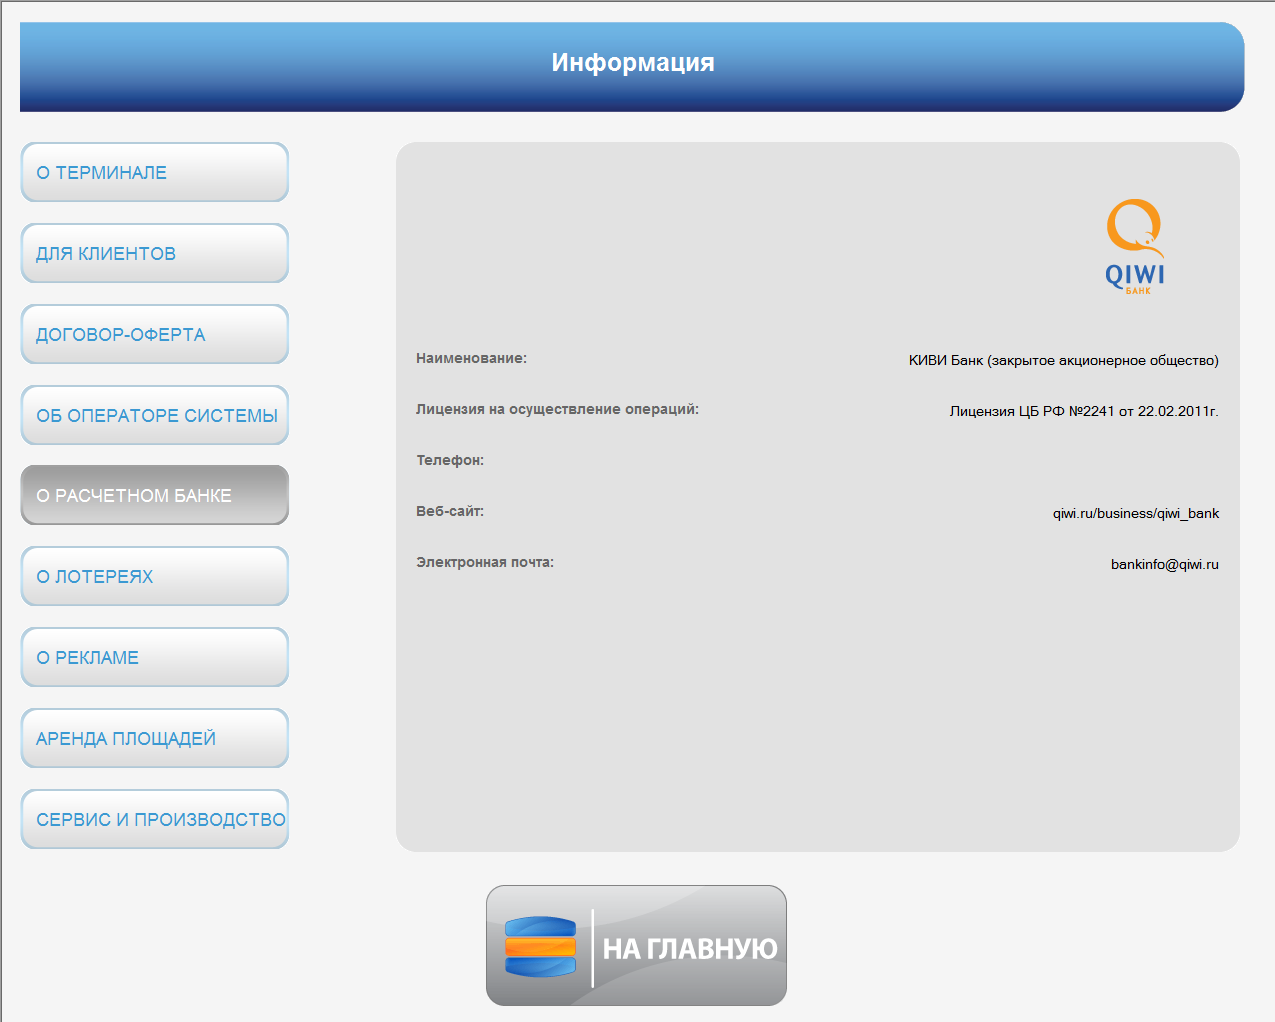 Информация
О ТЕРМИНАЛЕ
ДЛЯ КЛИЕНТОВ
ДОГОВОР-ОФЕРТА
ОБ ОПЕРАТОРЕ СИСТЕМЫ
О РАСЧЕТНОМ БАНКЕ
О ЛОТЕРЕЯХ
О РЕКЛАМЕ
АРЕНДА ПЛОЩАДЕЙ
СЕРВИС И ПРОИЗВОДСТВО
QIWI
БАНК
Наименование: КИВИ Банк (закрытое акционерное общество)
Лицензия на осуществление операций: Лицензия ЦБ РФ №2241 от 22.02.2011г.
Телефон:
Веб-сайт: qiwi.ru/business/qiwi_bank
Электронная почта: bankinfo@qiwi.ru
НА ГЛАВНУЮ